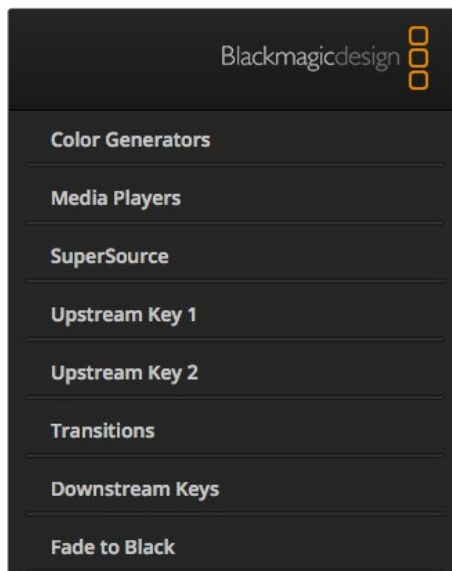 Blackmagicdesign
Color Generators
Media Players
SuperSource
Upstream Key 1
Upstream Key 2
Transitions
Downstream Keys
Fade to Black